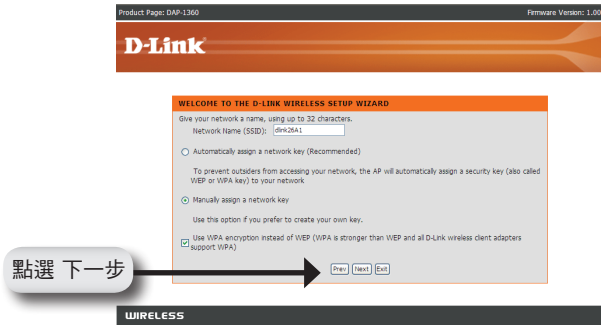 Product Page: DAP-1360 Firmware Version: 1.00
D-Link
WELCOME TO THE D-LINK WIRELESS SETUP WIZARD
Give your network a name, using up to 32 characters.
Network Name (SSID): dlink26A1
Automatically assign a network key (Recommended)
To prevent outsiders from accessing your network, the AP will automatically assign a security key (also called
WEP or WPA key) to your network
Manually assign a network key
Use this option if you prefer to create your own key.
Use WPA encryption instead of WEP (WPA is stronger than WEP and all D-Link wireless client adapters
support WPA)
點選 下一步
Prev Next Exit
WIRELESS